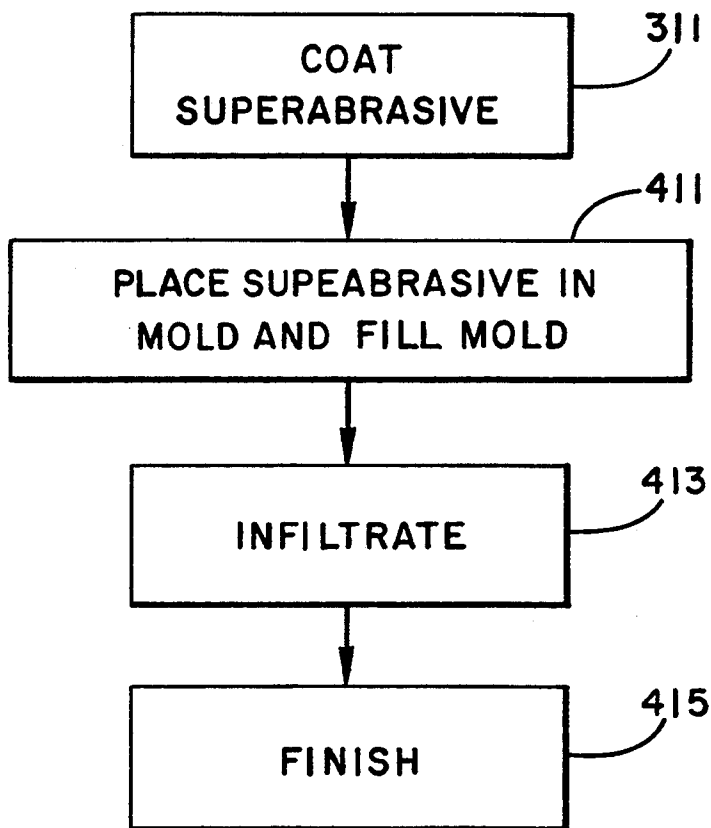 311
COAT
SUPERABRASIVE
411
PLACE SUPEABRASIVE IN
MOLD AND FILL MOLD
413
INFILTRATE
415
FINISH